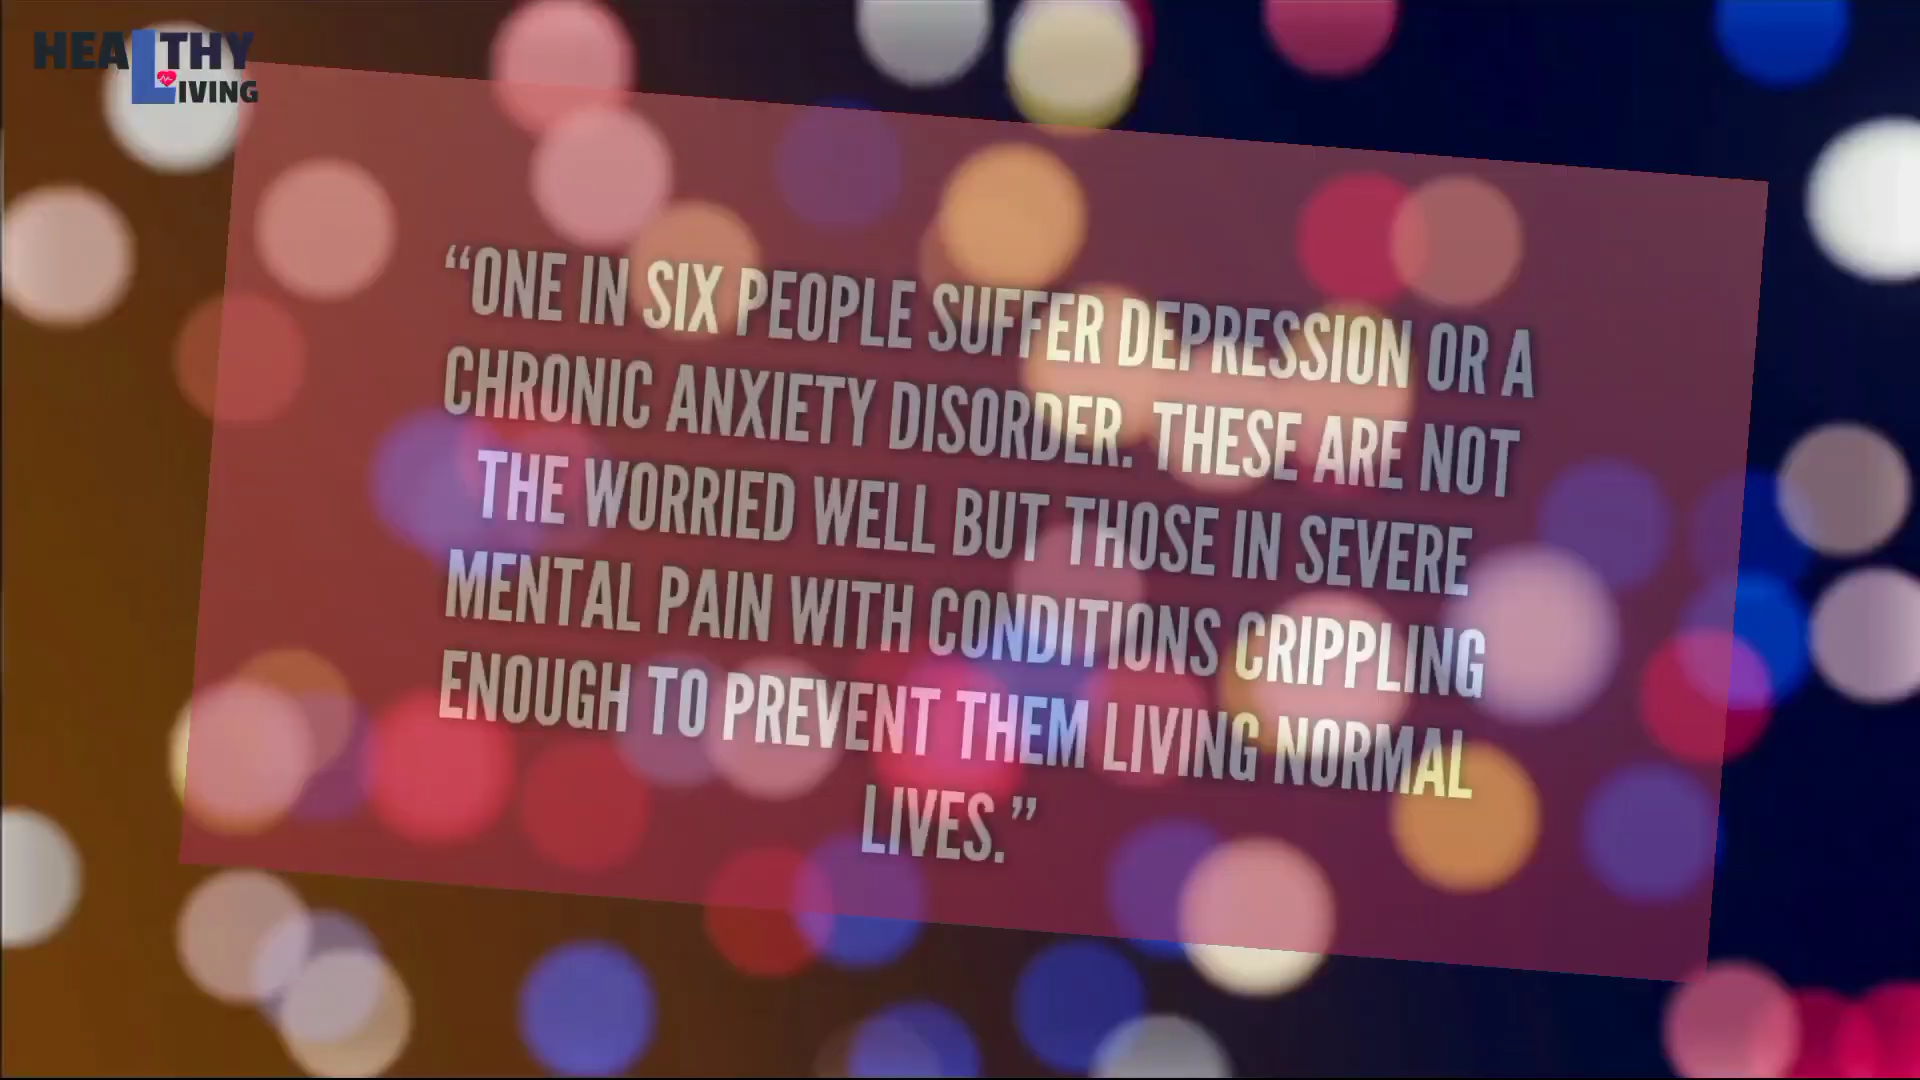 HEALTHY
LIVING
“ONE IN SIX PEOPLE SUFFER DEPRESSION OR A
CHRONIC ANXIETY DISORDER. THESE ARE NOT
THE WORRIED WELL BUT THOSE IN SEVERE
MENTAL PAIN WITH CONDITIONS CRIPPLING
ENOUGH TO PREVENT THEM LIVING NORMAL
LIVES.”